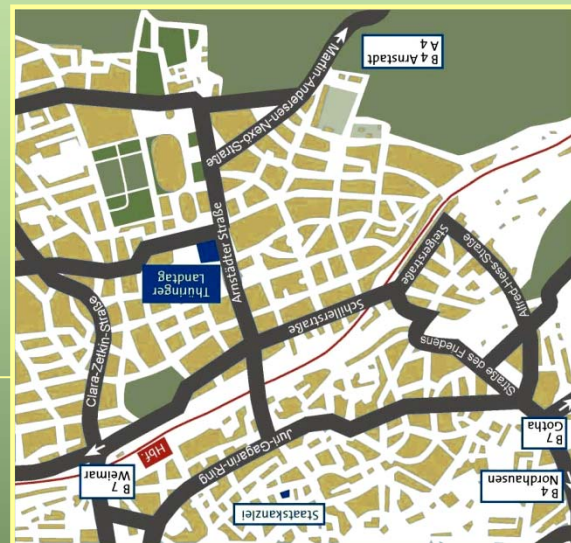 B 4 Arnstadt
A 4
Martin-Andersen-Nexö-Straße
Arnstädter Straße
Thüringer
Landtag
Steigerstraße
Alfred-Hess-Straße
Schillerstraße
Clara-Zetkin-Straße
Straße des Friedens
Juri-Gagarin-Ring
Hbf.
B 7
Weimar
B 7
Gotha
B 4
Nordhausen
Staatskanzlei